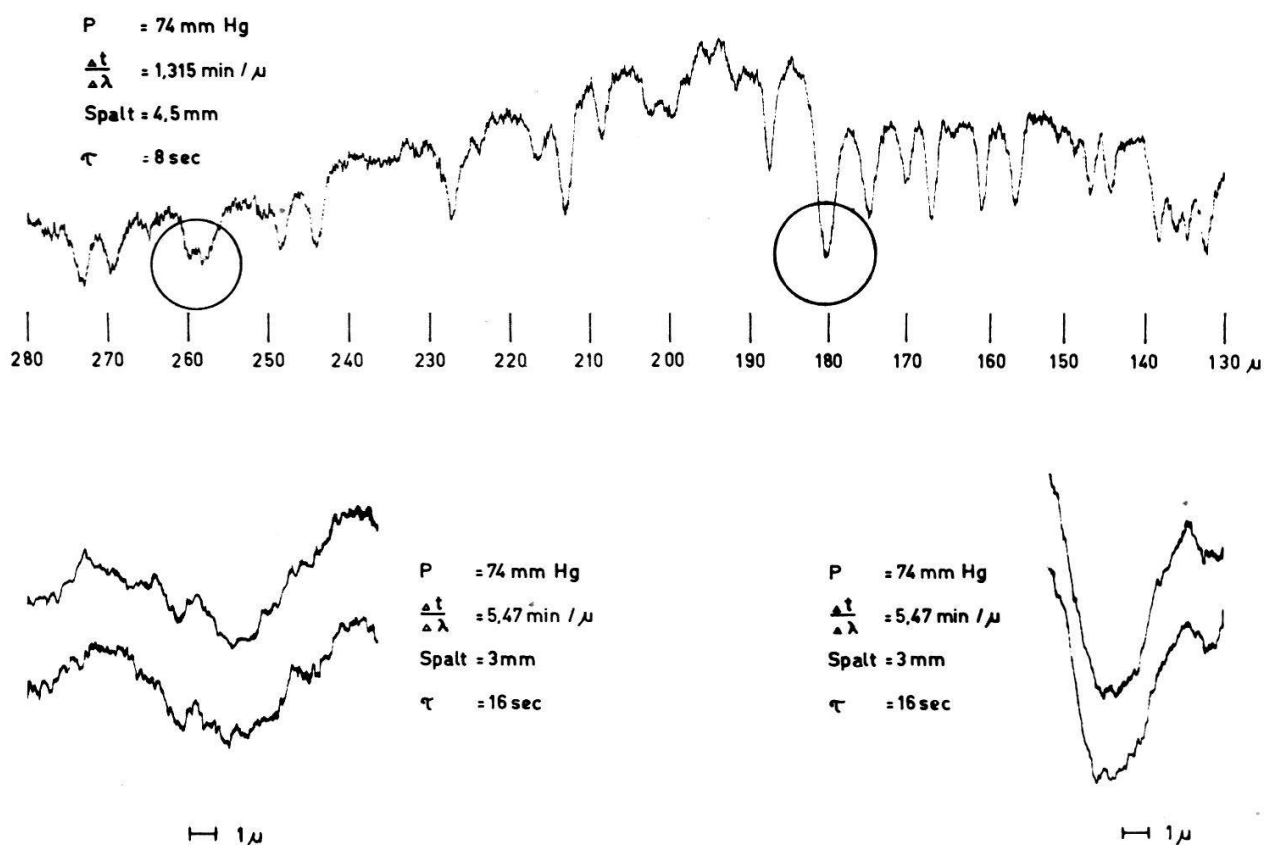 P = 74 mm Hg
Δt/Δλ = 1,315 min / μ
Spalt = 4,5 mm
τ = 8 sec
280 270 260 250 240 230 220 210 200 190 180 170 160 150 140 130 μ
P = 74 mm Hg
Δt/Δλ = 5,47 min / μ
Spalt = 3 mm
τ = 16 sec
P = 74 mm Hg
Δt/Δλ = 5,47 min / μ
Spalt = 3 mm
τ = 16 sec
1 μ
1 μ